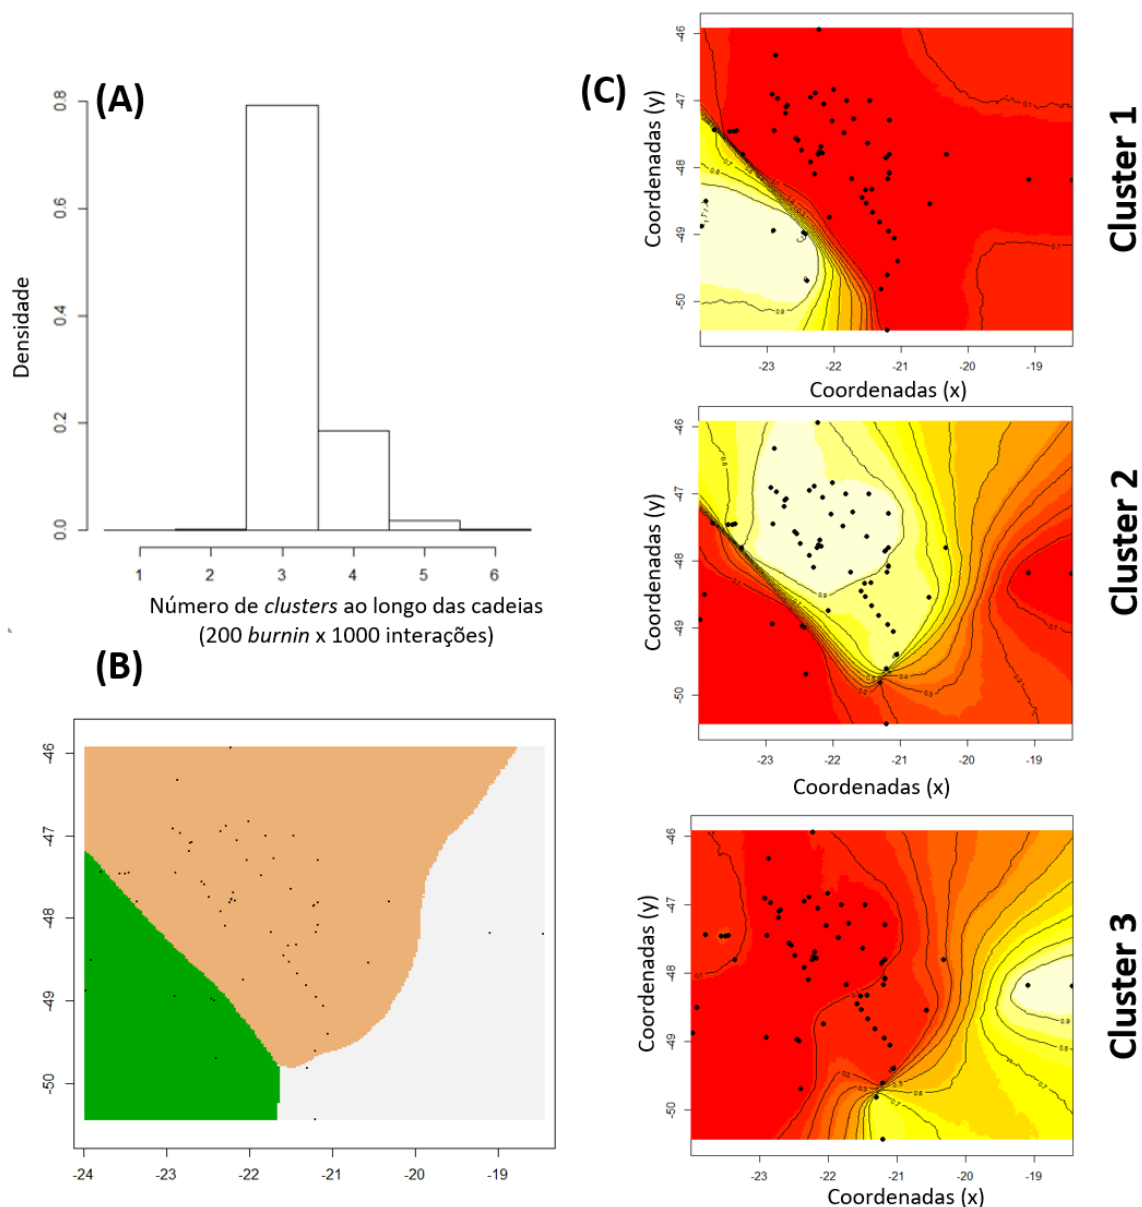 (A)
0.8
0.6
0.4
0.2
0.0
Densidade
1 2 3 4 5 6
Número de clusters ao longo das cadeias
(200 burnin x 1000 interações)
(B)
-46
-47
-48
-49
-50
-24 -23 -22 -21 -20 -19
(C)
Coordenadas (y)
-46
-47
-48
-49
-50
-23 -22 -21 -20 -19
Coordenadas (x)
Cluster 1
Coordenadas (y)
-46
-47
-48
-49
-50
-23 -22 -21 -20 -19
Coordenadas (x)
Cluster 2
Coordenadas (y)
-46
-47
-48
-49
-50
-23 -22 -21 -20 -19
Coordenadas (x)
Cluster 3